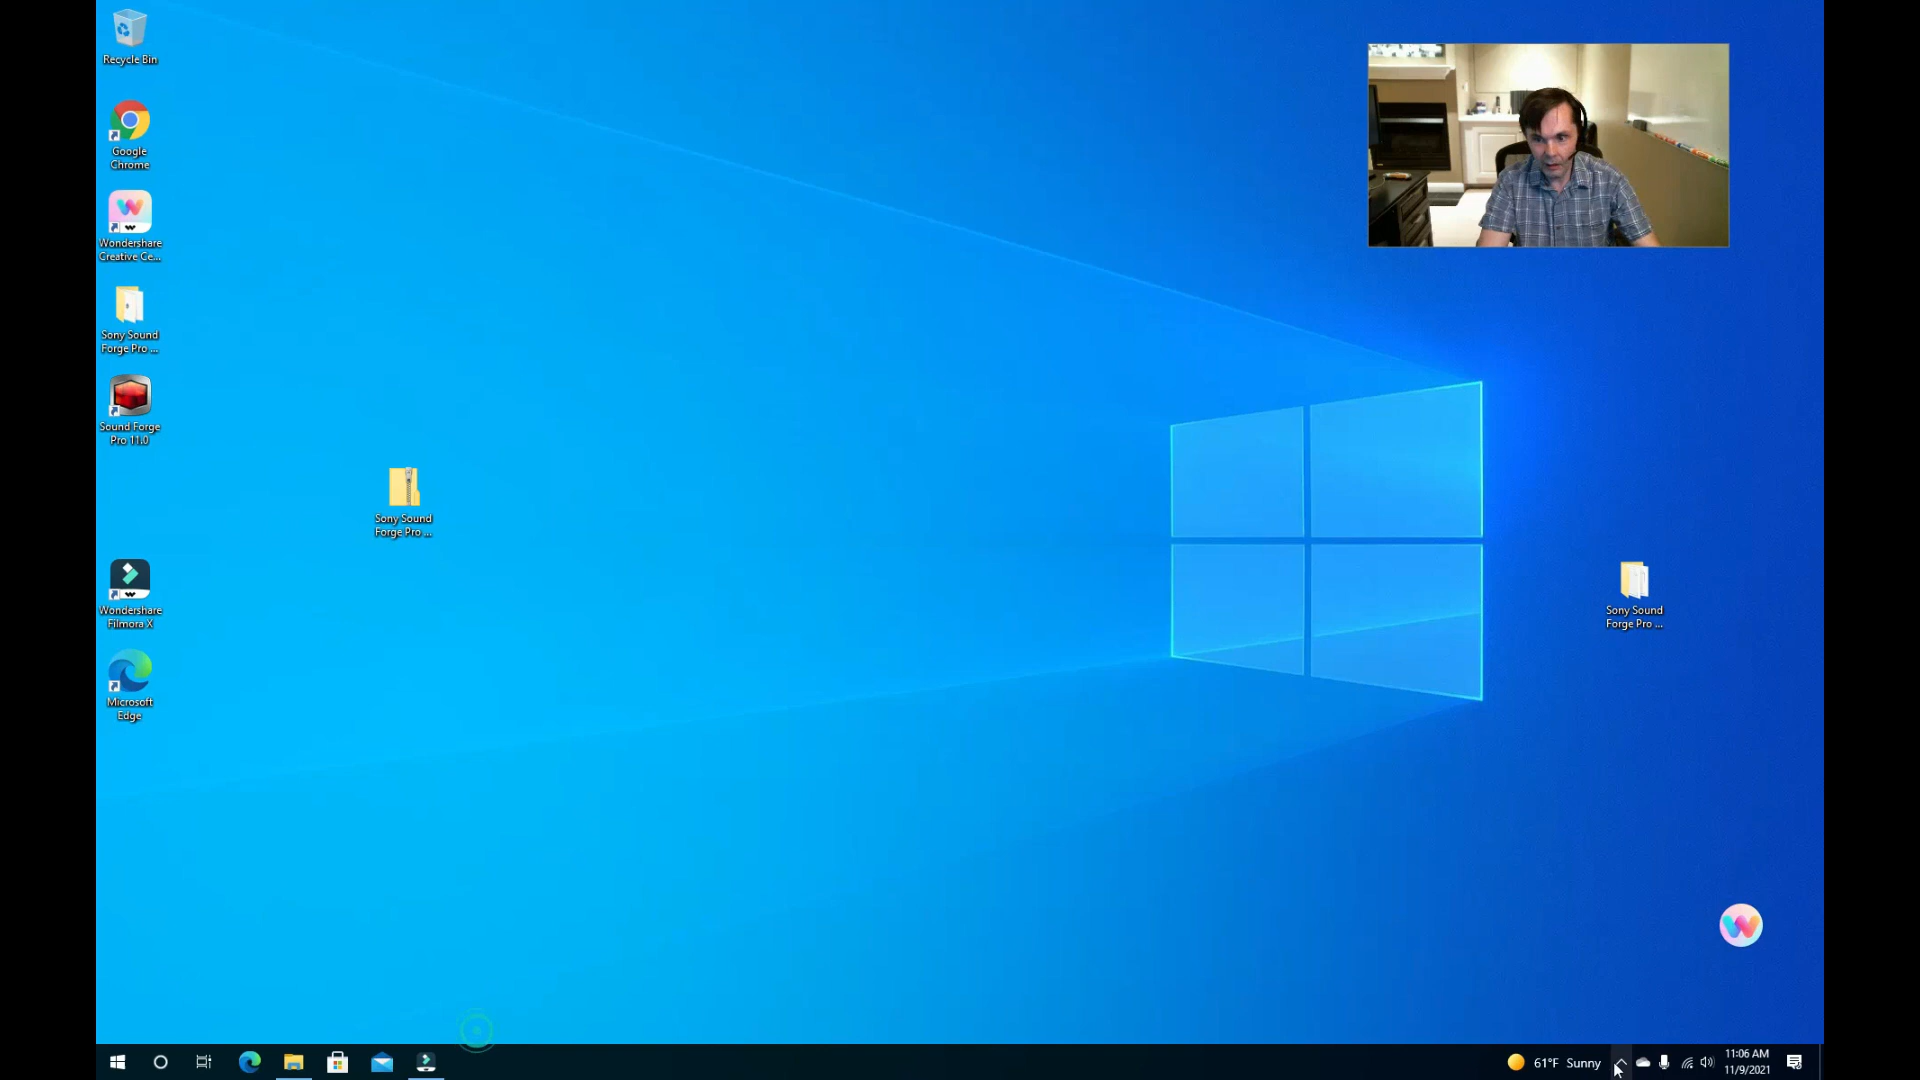 Recycle Bin
Google
Chrome
Wondershare
Creative Ce...
Sony Sound
Forge Pro ...
Sound Forge
Pro 11.0
Sony Sound
Forge Pro ...
Wondershare
Filmora X
Microsoft
Edge
Sony Sound
Forge Pro ...
61°F Sunny
11:06 AM
11/9/2021